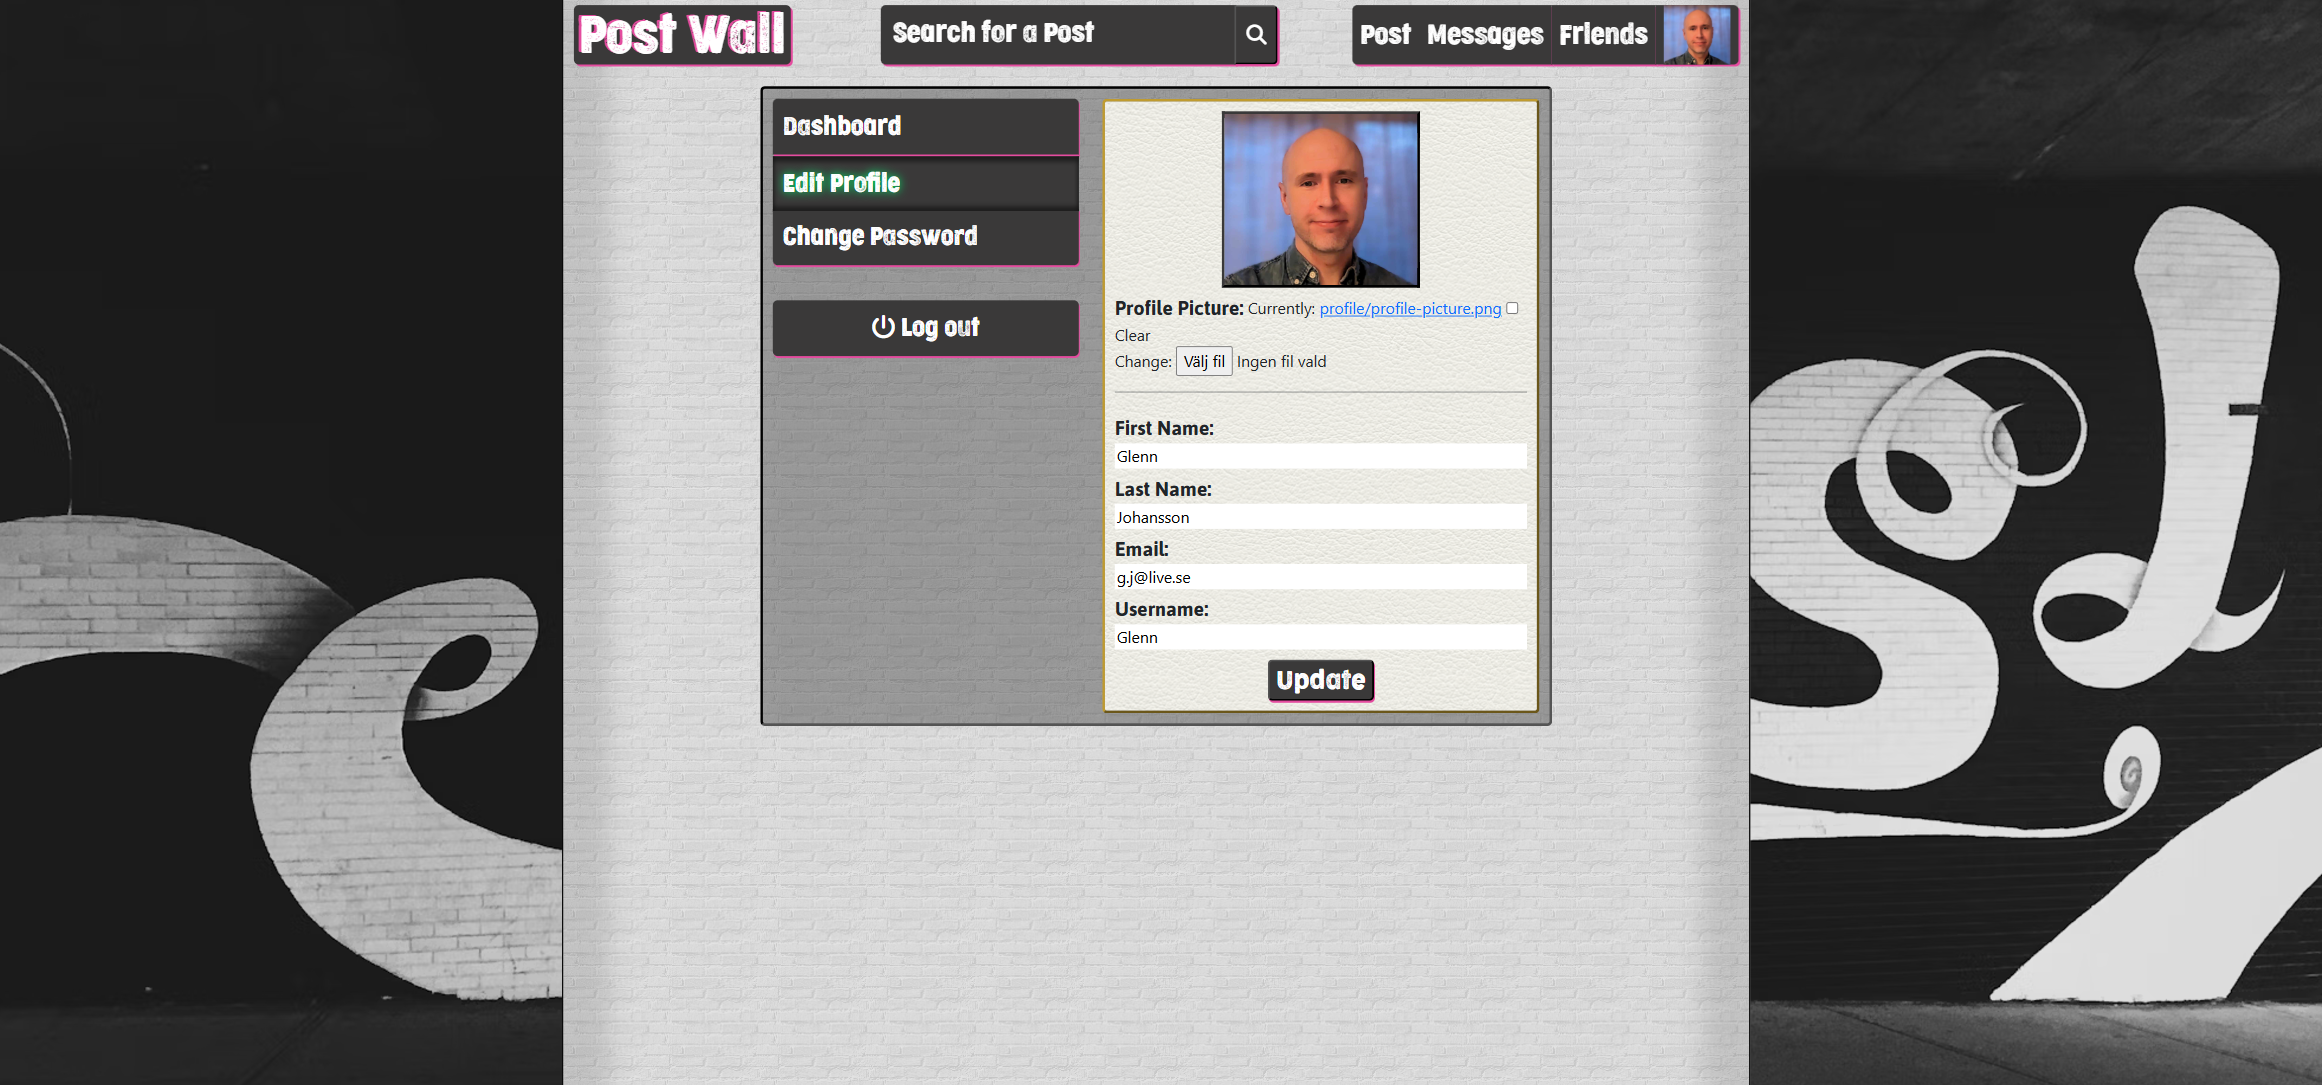 Post Wall
Search for a Post
Post Messages Friends
Dashboard
Edit Profile
Change Password
Log out
Profile Picture: Currently: profile/profile-picture.png
Clear
Change: Välj fil Ingen fil vald
First Name:
Glenn
Last Name:
Johansson
Email:
g.j@live.se
Username:
Glenn
Update